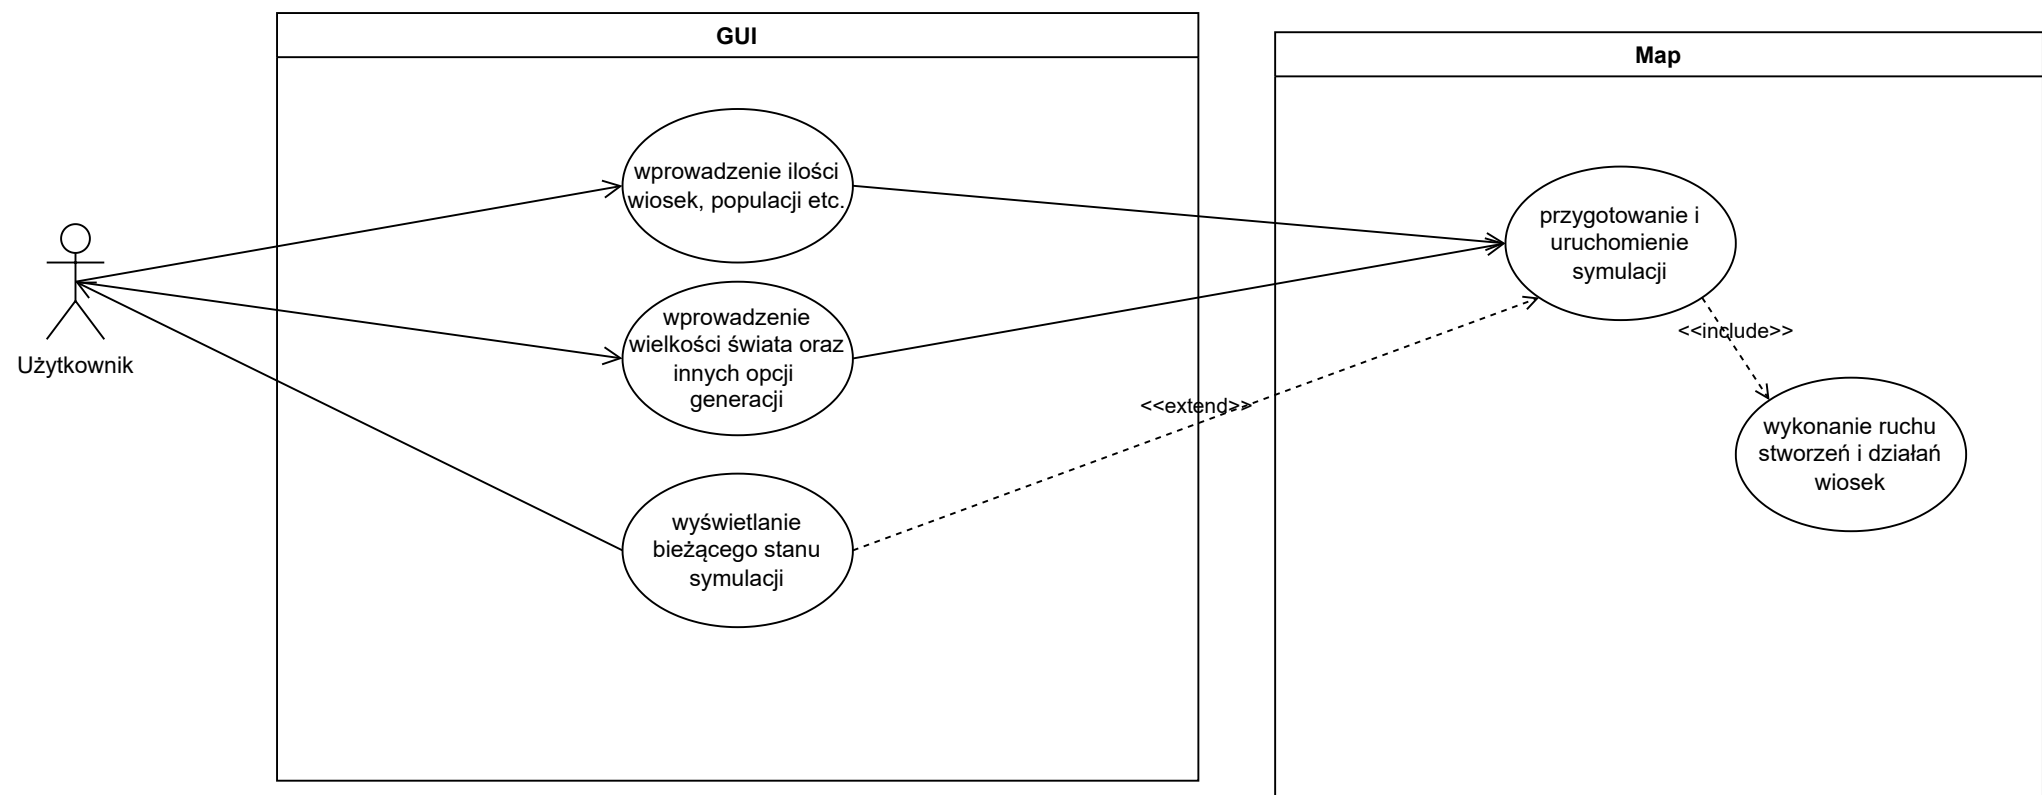 GUI
Map
wprowadzenie ilości
wiosek, populacji etc.
przygotowanie i
uruchomienie
symulacji
Użytkownik
wprowadzenie
wielkości świata oraz
innych opcji
generacji
<<include>>
<<extend>>
wykonanie ruchu
stworzeń i działań
wiosek
wyświetlanie
bieżącego stanu
symulacji